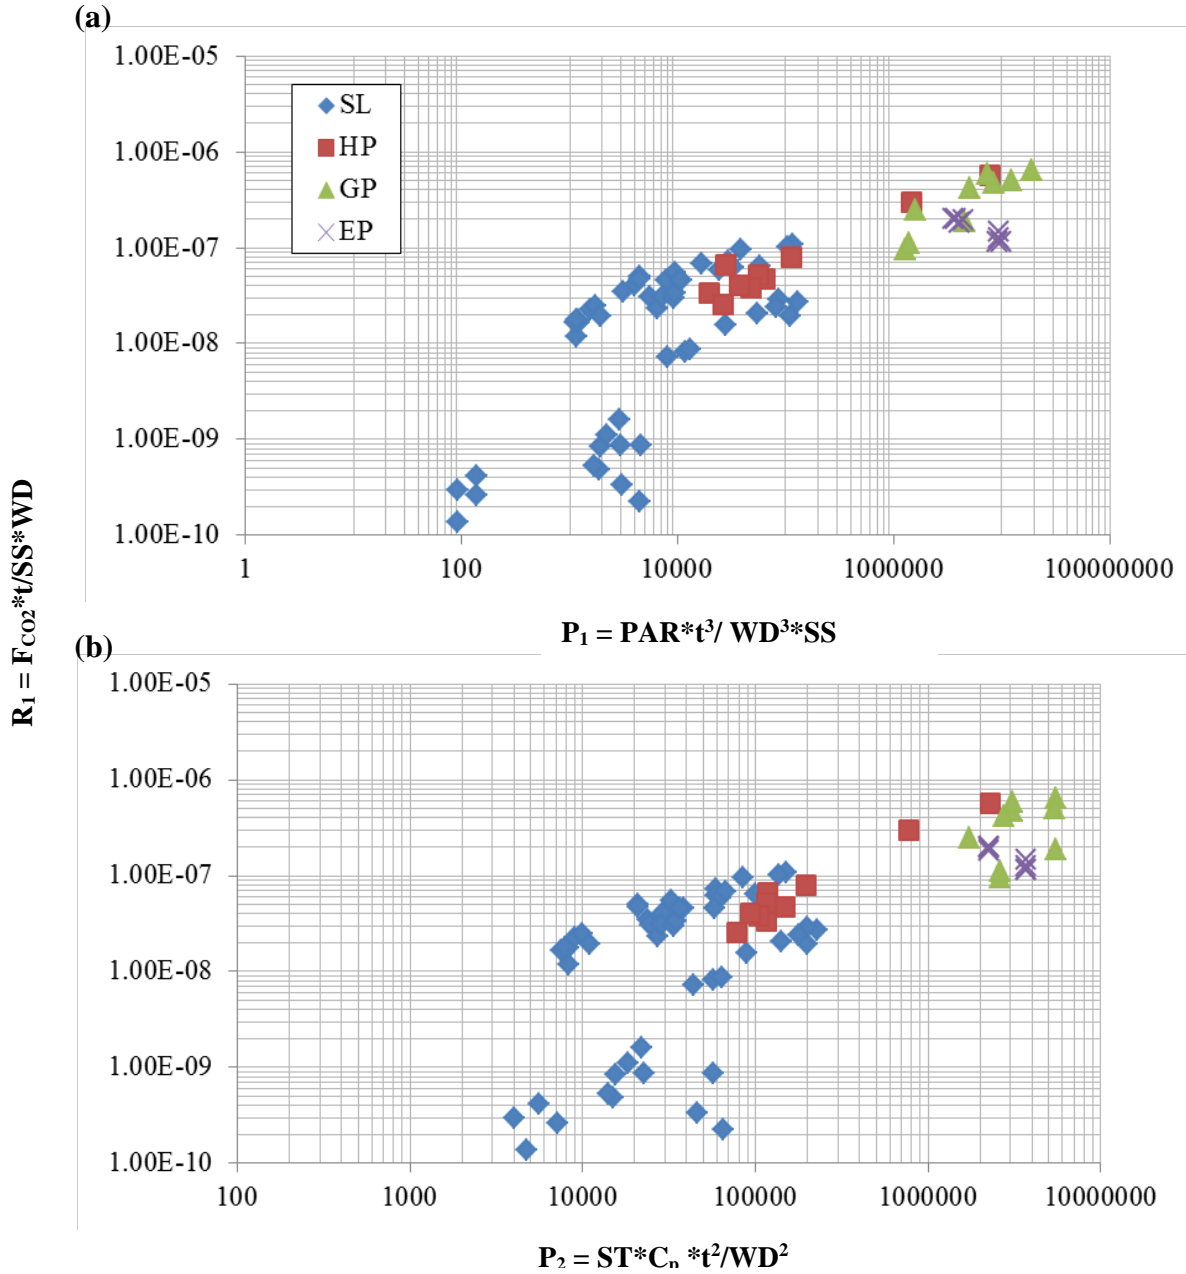 (a)
1.00E-05
1.00E-06
1.00E-07
1.00E-08
1.00E-09
1.00E-10
SL
HP
GP
EP
1 100 10000 1000000 100000000
P₁ = PAR*t³/ WD³*SS
R₁ = F_CO2*t/SS*WD
(b)
1.00E-05
1.00E-06
1.00E-07
1.00E-08
1.00E-09
1.00E-10
100 1000 10000 100000 1000000 10000000
P₂ = ST*Cₚ *t²/WD²